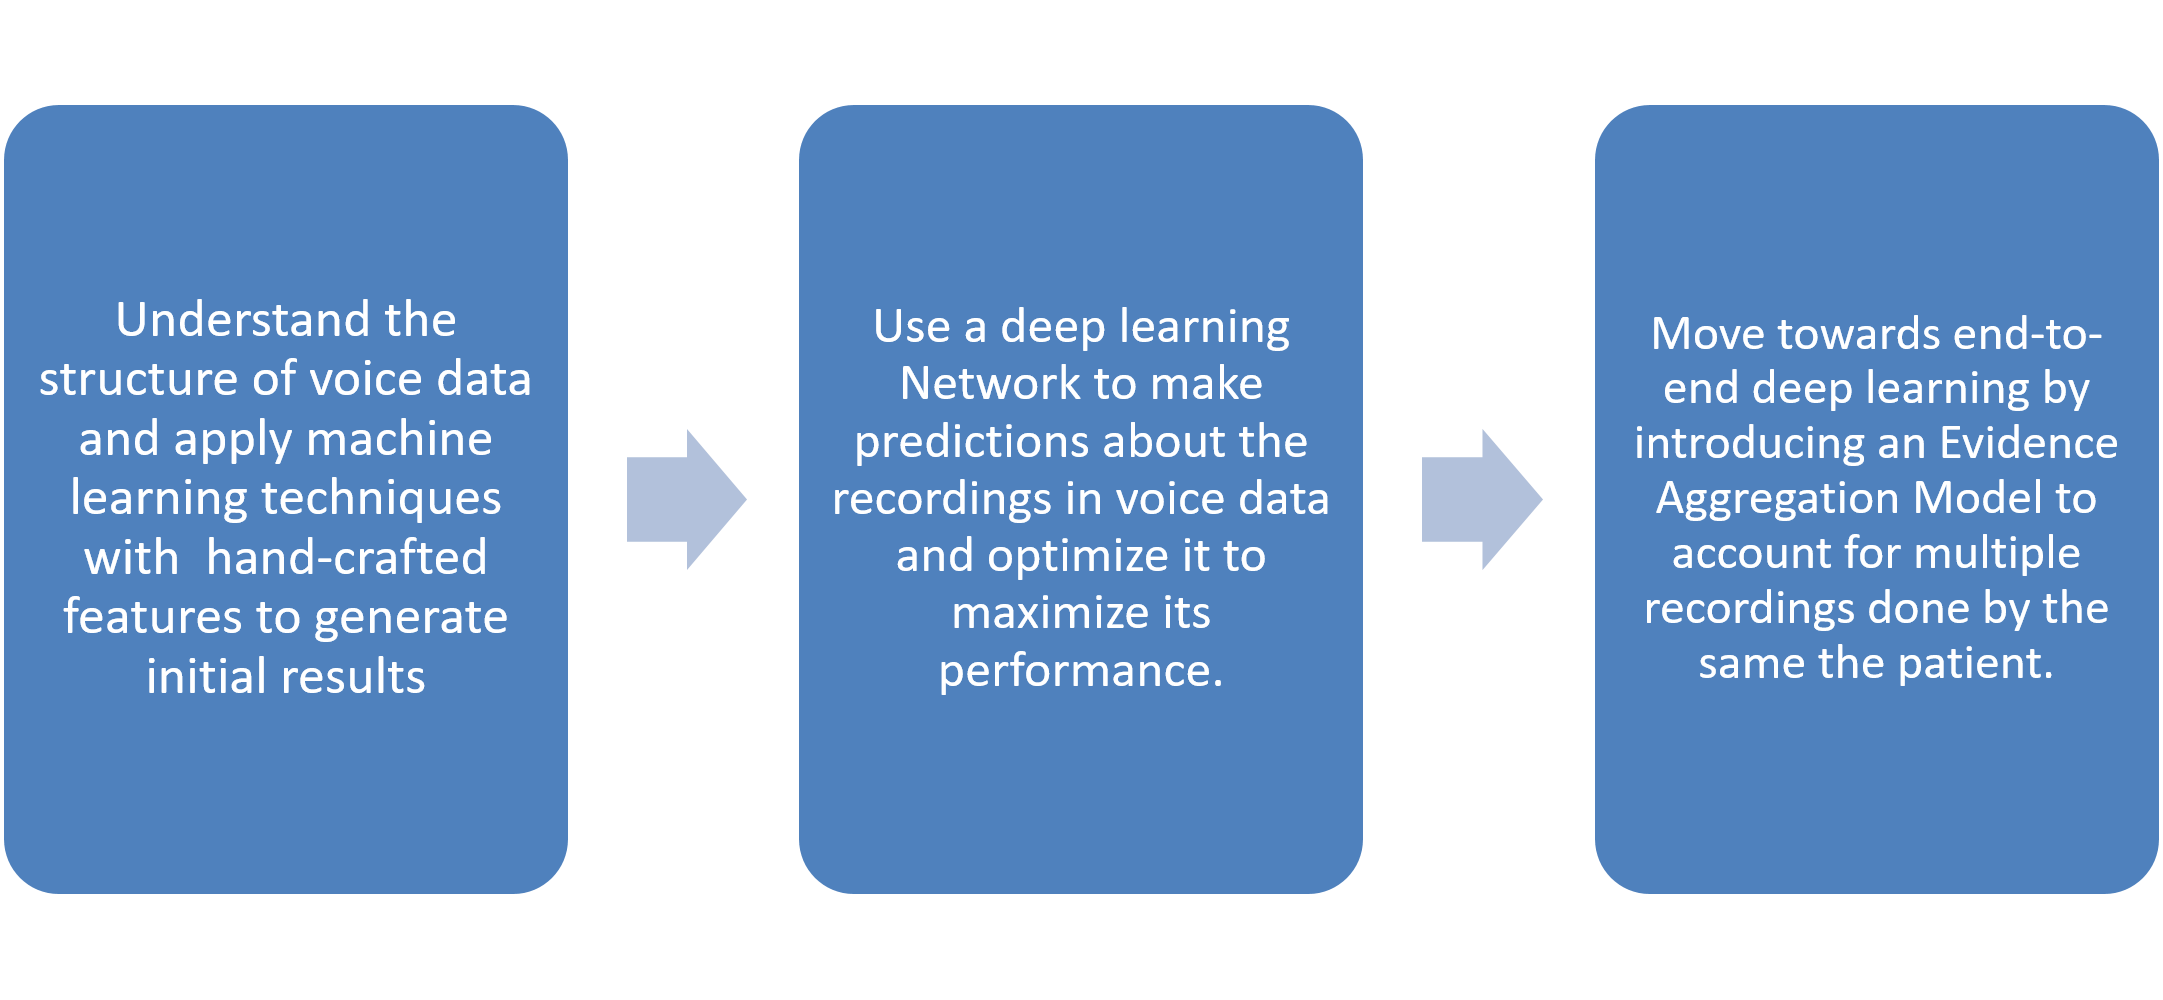 Understand the
structure of voice data
and apply machine
learning techniques
with  hand-crafted
features to generate
initial results
Use a deep learning
Network to make
predictions about the
recordings in voice data
and optimize it to
maximize its
performance.
Move towards end-to-
end deep learning by
introducing an Evidence
Aggregation Model to
account for multiple
recordings done by the
same the patient.